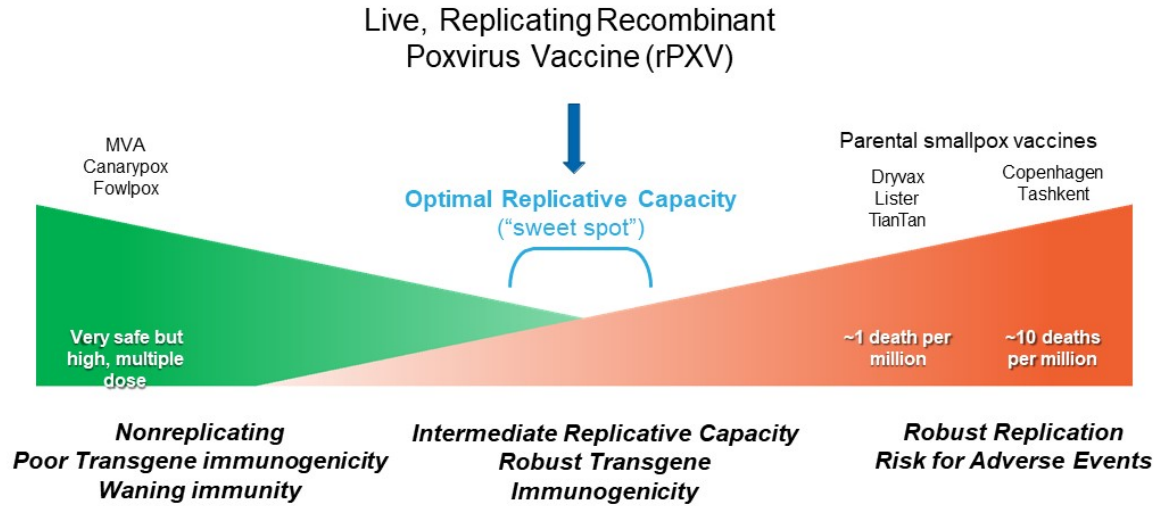 Live, Replicating Recombinant
Poxvirus Vaccine (rPXV)
MVA
Canarypox
Fowlpox
Optimal Replicative Capacity
(“sweet spot”)
Parental smallpox vaccines
Dryvax
Lister
TianTan
Copenhagen
Tashkent
Very safe but
high, multiple
dose
~1 death per
million
~10 deaths
per million
Nonreplicating
Poor Transgene immunogenicity
Waning immunity
Intermediate Replicative Capacity
Robust Transgene
Immunogenicity
Robust Replication
Risk for Adverse Events